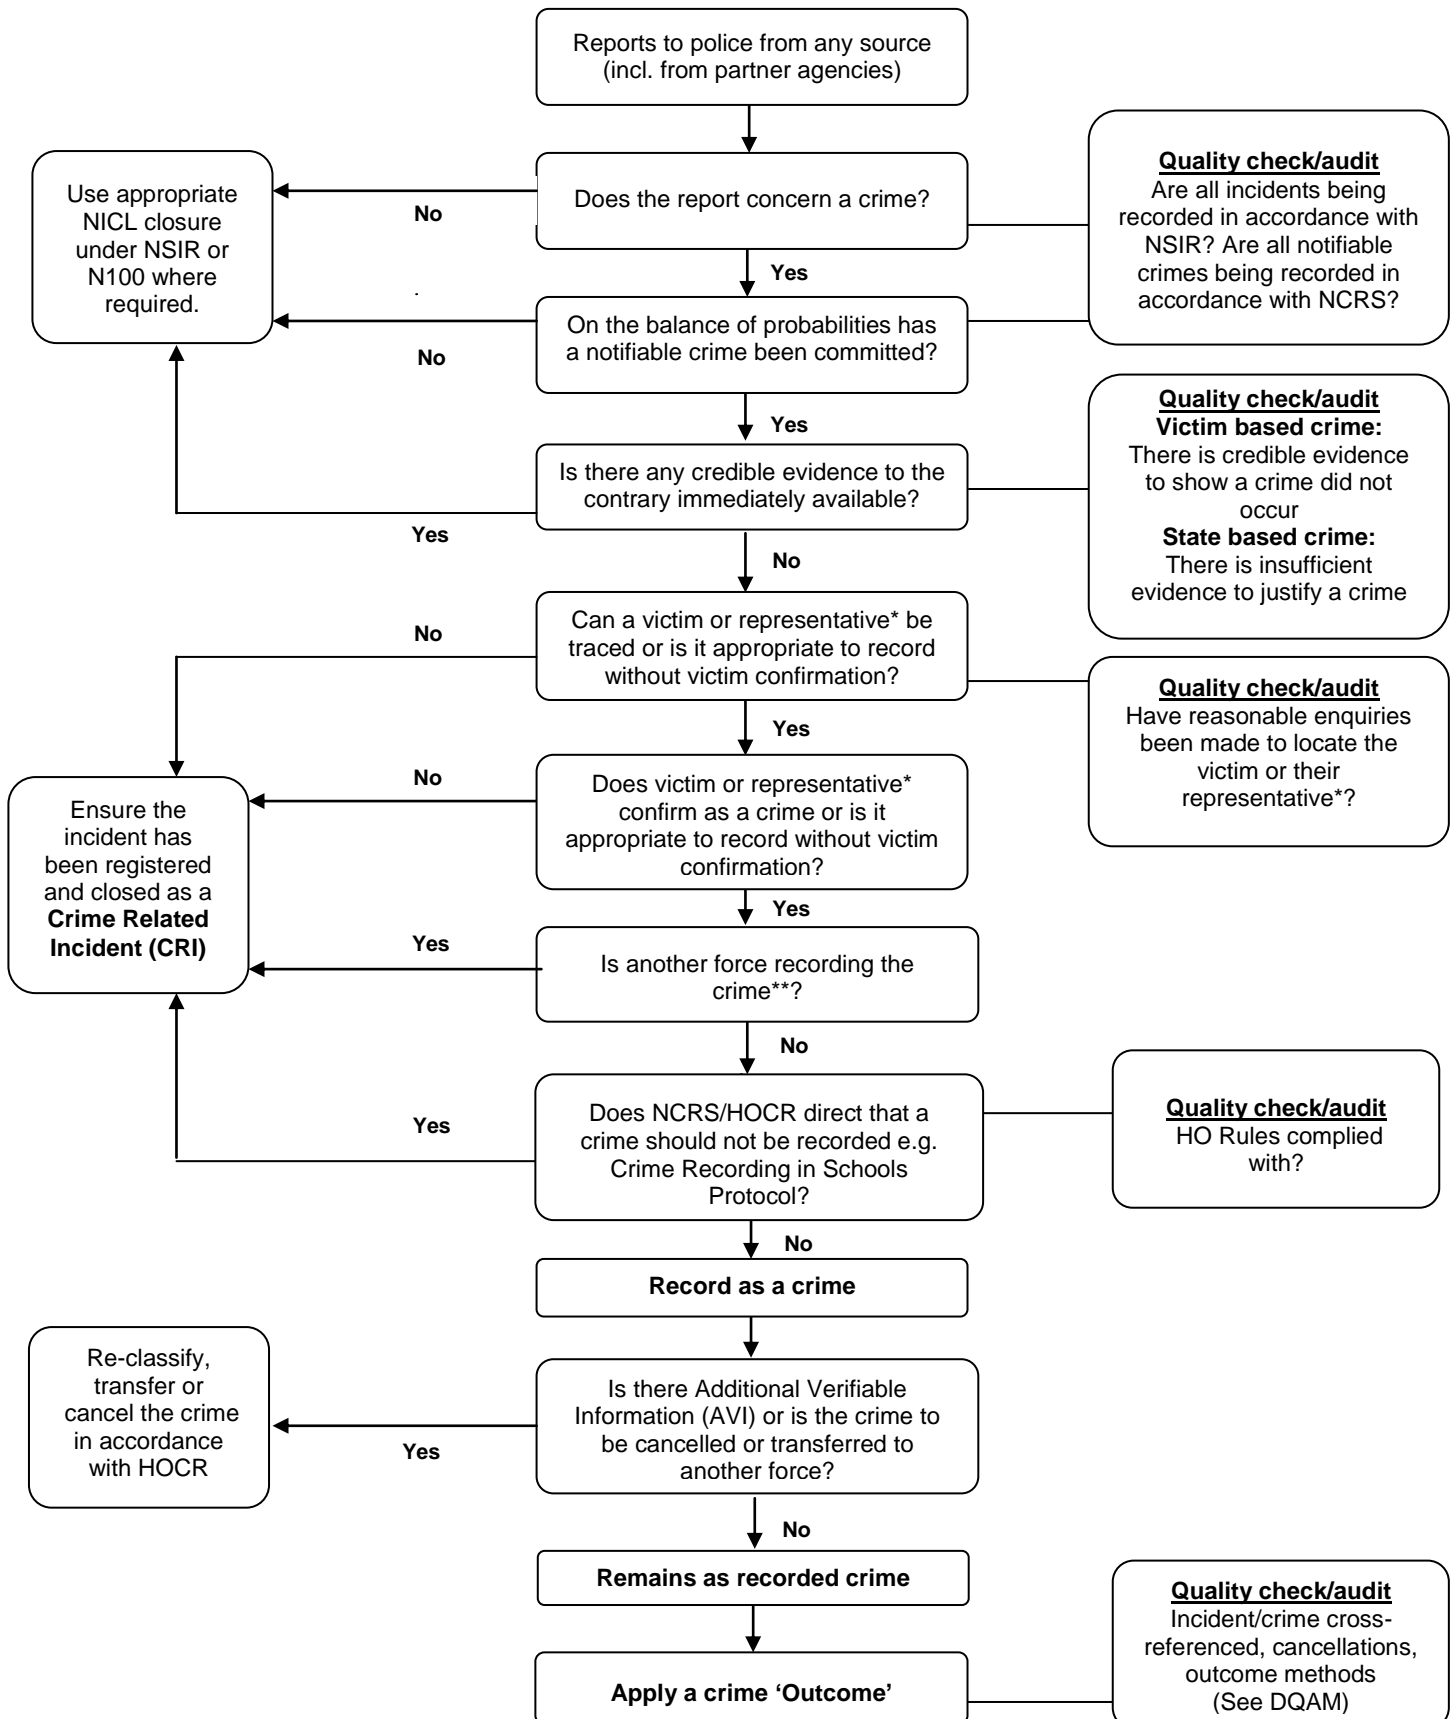 Reports to police from any source
(incl. from partner agencies)
Does the report concern a crime?
No
Use appropriate
NICL closure
under NSIR or
N100 where
required.
Quality check/audit
Are all incidents being
recorded in accordance with
NSIR? Are all notifiable
crimes being recorded in
accordance with NCRS?
Yes
On the balance of probabilities has
a notifiable crime been committed?
.
No
Yes
Is there any credible evidence to the
contrary immediately available?
Yes
Quality check/audit
Victim based crime:
There is credible evidence
to show a crime did not
occur
State based crime:
There is insufficient
evidence to justify a crime
No
Can a victim or representative* be
traced or is it appropriate to record
without victim confirmation?
No
Quality check/audit
Have reasonable enquiries
been made to locate the
victim or their
representative*?
Yes
Does victim or representative*
confirm as a crime or is it
appropriate to record without victim
confirmation?
No
Ensure the
incident has
been registered
and closed as a
Crime Related
Incident (CRI)
Yes
Is another force recording the
crime**?
Yes
No
Does NCRS/HOCR direct that a
crime should not be recorded e.g.
Crime Recording in Schools
Protocol?
Yes
Quality check/audit
HO Rules complied
with?
No
Record as a crime
Is there Additional Verifiable
Information (AVI) or is the crime to
be cancelled or transferred to
another force?
Yes
Re-classify,
transfer or
cancel the crime
in accordance
with HOCR
No
Remains as recorded crime
Apply a crime ‘Outcome’
Quality check/audit
Incident/crime cross-
referenced, cancellations,
outcome methods
(See DQAM)